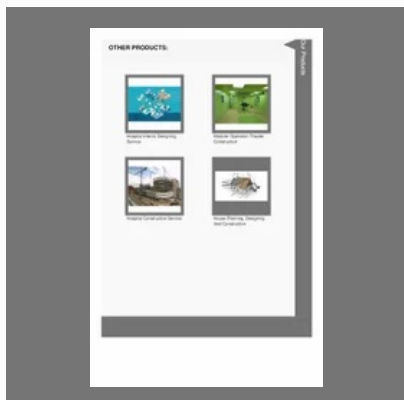 OTHER PRODUCTS:
Our Products
Hospital Interior Designing
Service
Modular Operation Theater
Construction
Hospital Construction Service
House Planning, Designing
And Construction